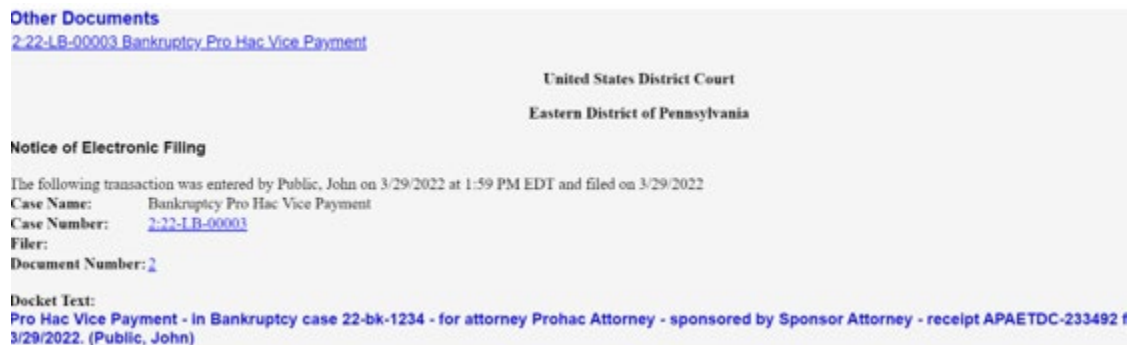 Other Documents
2:22-LB-00003 Bankruptcy Pro Hac Vice Payment
United States District Court
Eastern District of Pennsylvania
Notice of Electronic Filing
The following transaction was entered by Public, John on 3/29/2022 at 1:59 PM EDT and filed on 3/29/2022
Case Name: Bankruptcy Pro Hac Vice Payment
Case Number: 2:22-LB-00003
Filer:
Document Number: 2
Docket Text:
Pro Hac Vice Payment - in Bankruptcy case 22-bk-1234 - for attorney Prohac Attorney - sponsored by Sponsor Attorney - receipt APAETDC-233492
3/29/2022. (Public, John)